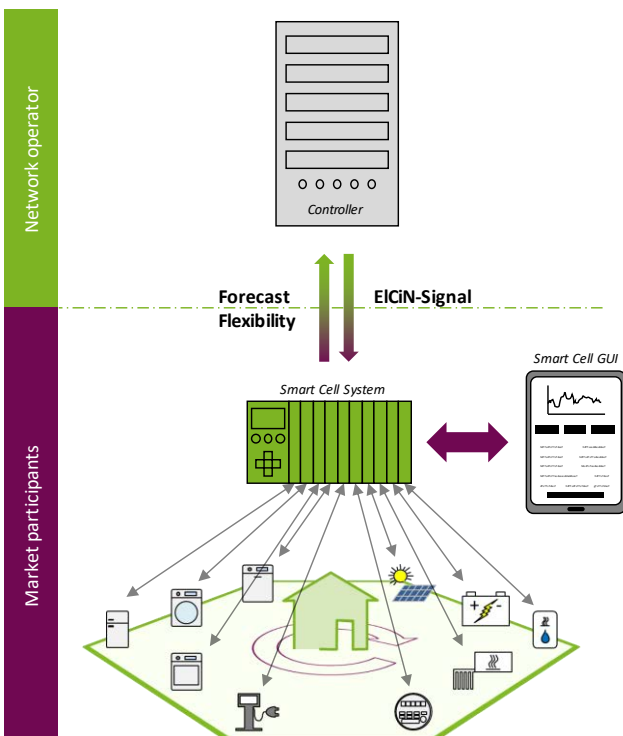 Network operator
Controller
Forecast
Flexibility
ElCiN-Signal
Smart Cell GUI
Smart Cell System
Market participants